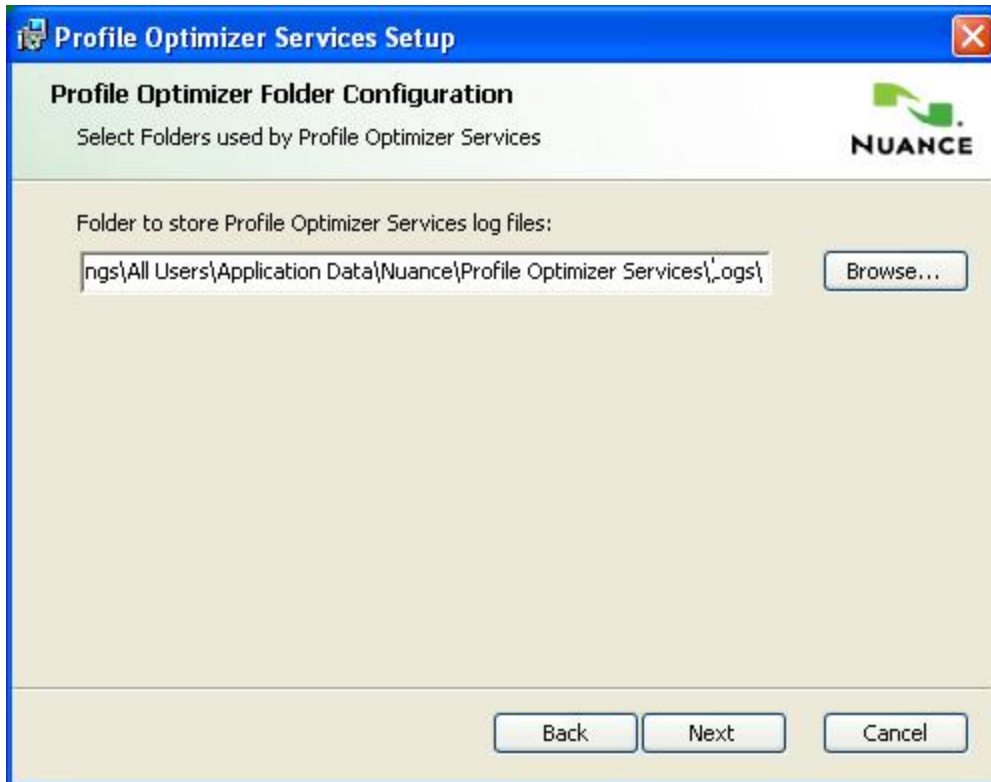 Profile Optimizer Services Setup
Profile Optimizer Folder Configuration
Select Folders used by Profile Optimizer Services
NUANCE
Folder to store Profile Optimizer Services log files:
ngs\All Users\Application Data\Nuance\Profile Optimizer Services\Logs\
Browse...
Back
Next
Cancel